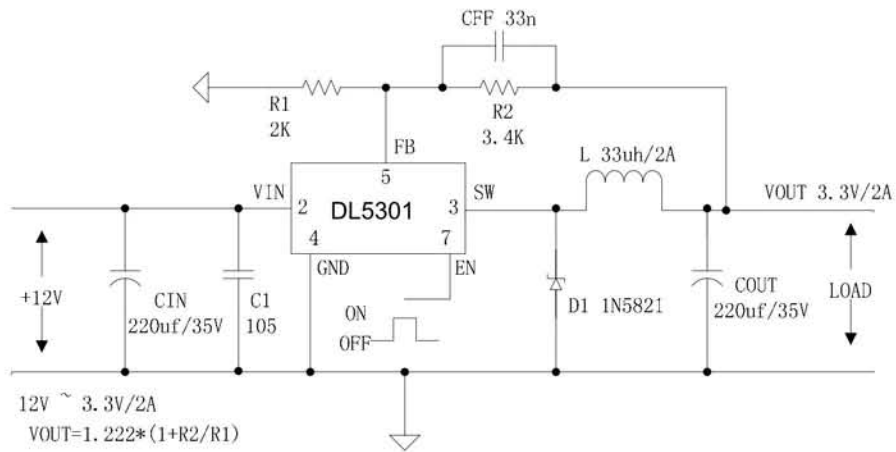 CFF 33n
R1
2K
R2
3.4K
FB
5
L 33uh/2A
VIN
SW
VOUT 3.3V/2A
2
DL5301
3
4
7
GND
EN
+12V
CIN
220uf/35V
C1
105
ON
OFF
D1 1N5821
COUT
220uf/35V
LOAD
12V ~ 3.3V/2A
VOUT=1.222*(1+R2/R1)